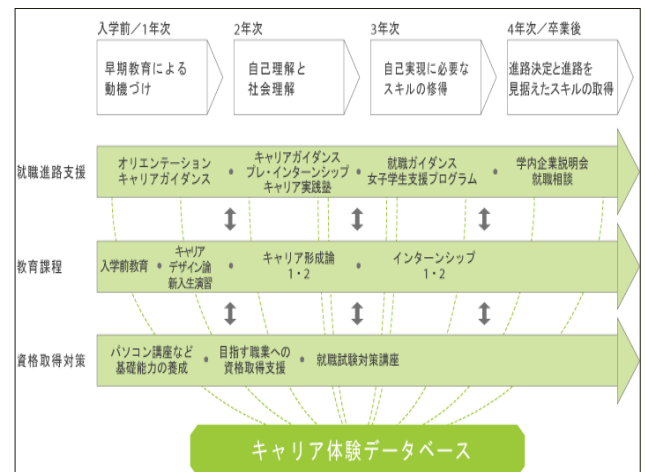 入学前/1年次
2年次
3年次
4年次/卒業後
早期教育による
動機づけ
自己理解と
社会理解
自己実現に必要な
スキルの修得
進路決定と進路を
見据えたスキルの取得
就職進路支援
オリエンテーション
キャリアガイダンス
キャリアガイダンス
プレ・インターンシップ
キャリア実践塾
就職ガイダンス
女子学生支援プログラム
学内企業説明会
就職相談
教育課程
入学前教育
キャリア
デザイン論
新入生演習
キャリア形成論
1・2
インターンシップ
1・2
資格取得対策
パソコン講座など
基礎能力の養成
目指す職業への
資格取得支援
就職試験対策講座
キャリア体験データベース